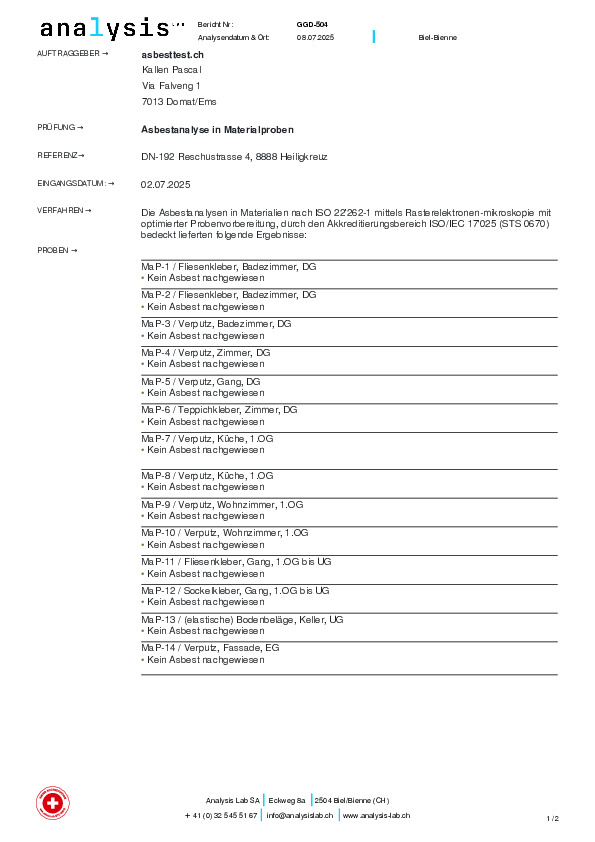 analysis
Bericht Nr: GGD-504
Analysendatum & Ort: 08.07.2025 Biel-Bienne
AUFTRAGGEBER → asbesttest.ch
Kallen Pascal
Via Falveng 1
7013 Domat/Ems
PRÜFUNG → Asbestanalyse in Materialproben
REFERENZ→ DN-192 Reschustrasse 4, 8888 Heiligkreuz
EINGANGSDATUM: → 02.07.2025
VERFAHREN → Die Asbestanalysen in Materialien nach ISO 22'262-1 mittels Rasterelektronen-mikroskopie mit
optimierter Probenvorbereitung, durch den Akkreditierungsbereich ISO/IEC 17'025 (STS 0670)
bedeckt lieferten folgende Ergebnisse:
PROBEN →
MaP-1 / Fliesenkleber, Badezimmer, DG
• Kein Asbest nachgewiesen
MaP-2 / Fliesenkleber, Badezimmer, DG
• Kein Asbest nachgewiesen
MaP-3 / Verputz, Badezimmer, DG
• Kein Asbest nachgewiesen
MaP-4 / Verputz, Zimmer, DG
• Kein Asbest nachgewiesen
MaP-5 / Verputz, Gang, DG
• Kein Asbest nachgewiesen
MaP-6 / Teppichkleber, Zimmer, DG
• Kein Asbest nachgewiesen
MaP-7 / Verputz, Küche, 1.OG
• Kein Asbest nachgewiesen
MaP-8 / Verputz, Küche, 1.OG
• Kein Asbest nachgewiesen
MaP-9 / Verputz, Wohnzimmer, 1.OG
• Kein Asbest nachgewiesen
MaP-10 / Verputz, Wohnzimmer, 1.OG
• Kein Asbest nachgewiesen
MaP-11 / Fliesenkleber, Gang, 1.OG bis UG
• Kein Asbest nachgewiesen
MaP-12 / Sockelkleber, Gang, 1.OG bis UG
• Kein Asbest nachgewiesen
MaP-13 / (elastische) Bodenbeläge, Keller, UG
• Kein Asbest nachgewiesen
MaP-14 / Verputz, Fassade, EG
• Kein Asbest nachgewiesen
Analysis Lab SA | Eckweg 8a | 2504 Biel/Bienne (CH)
+ 41 (0) 32 545 51 67 | info@analysislab.ch | www.analysis-lab.ch
1 / 2